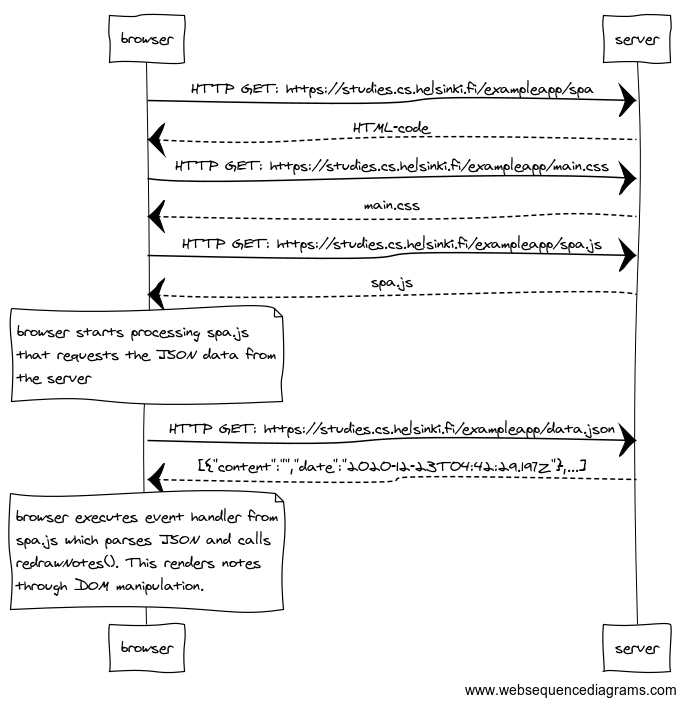 browser
server
HTTP GET: https://studies.cs.helsinki.fi/exampleapp/spa
HTML-code
HTTP GET: https://studies.cs.helsinki.fi/exampleapp/main.css
main.css
HTTP GET: https://studies.cs.helsinki.fi/exampleapp/spa.js
spa.js
browser starts processing spa.js
that requests the JSON data from
the server
HTTP GET: https://studies.cs.helsinki.fi/exampleapp/data.json
[{"content":"","date":"2020-12-23T04:42:29.197Z"},...]
browser executes event handler from
spa.js which parses JSON and calls
redrawNotes(). This renders notes
through DOM manipulation.
browser
server
www.websequencediagrams.com